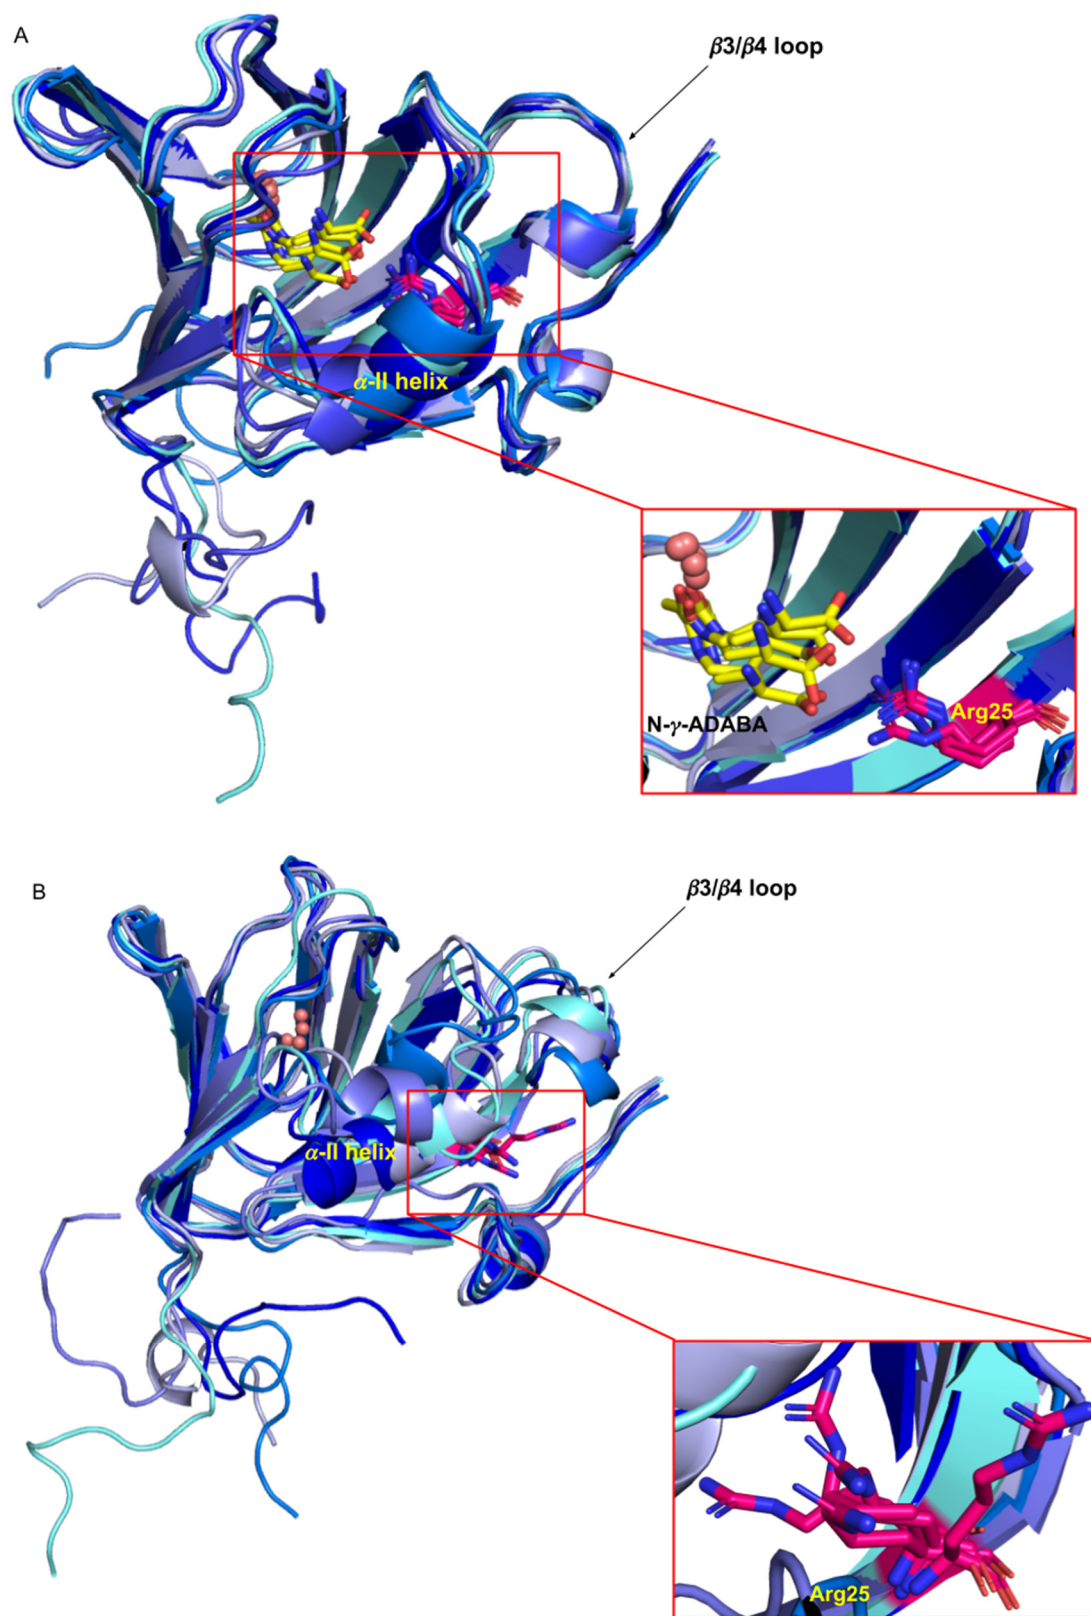 A
β3/β4 loop
α-II helix
N-γ-ADABA
Arg25
B
β3/β4 loop
α-II helix
Arg25